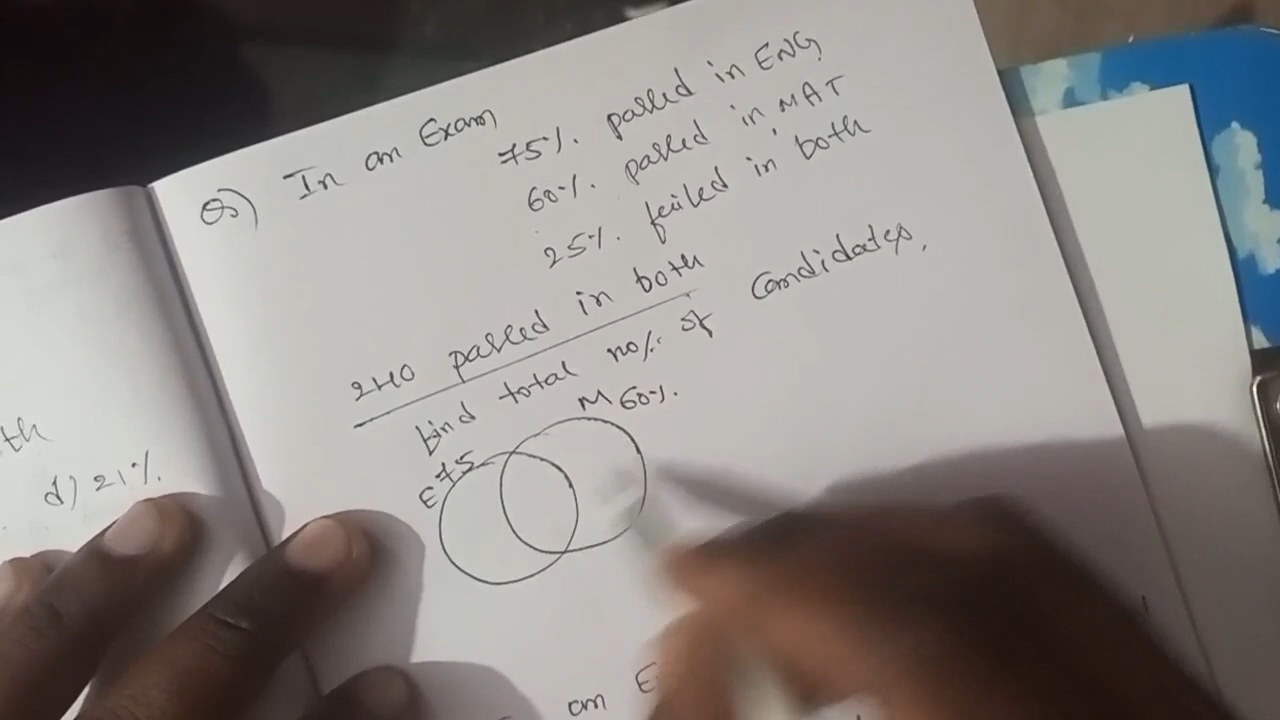 Q) In an Exam
75%. passed in ENG
60%. passed in MAT
25%. failed in both
240 passed in both
find total no/. of Candidates,
M 60%.
E 75
th
d) 21%.
an E